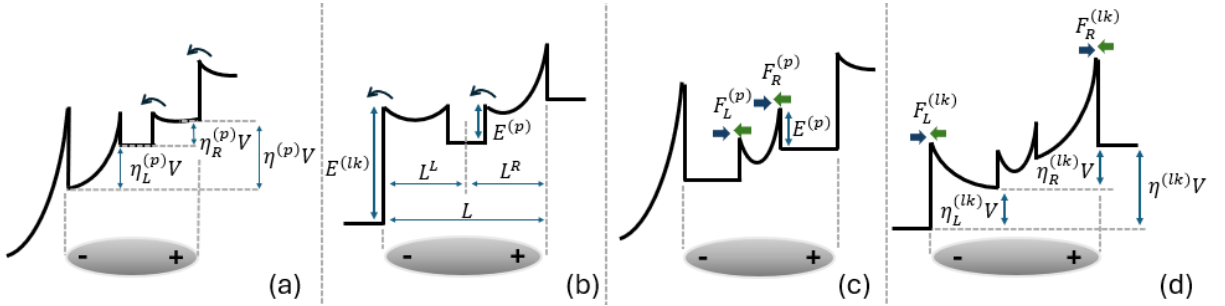 η_L^(p)V
η_R^(p)V
η^(p)V
- +
(a)
E^(lk)
E^(p)
L^L
L^R
L
- +
(b)
F_L^(p)
F_R^(p)
E^(p)
- +
(c)
F_L^(lk)
F_R^(lk)
η_L^(lk)V
η_R^(lk)V
η^(lk)V
- +
(d)